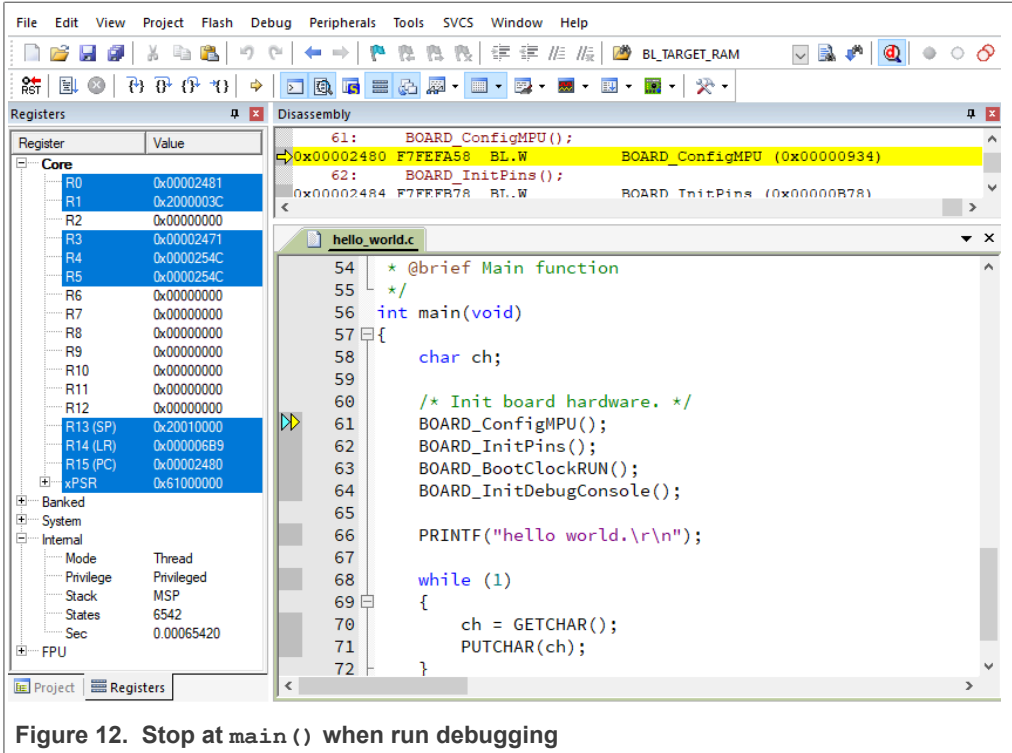 File Edit View Project Flash Debug Peripherals Tools SVCS Window Help
BL_TARGET_RAM
RST
Registers
Disassembly
Register Value
Core
R0 0x00002481
R1 0x2000003C
R2 0x00000000
R3 0x00002471
R4 0x0000254C
R5 0x0000254C
R6 0x00000000
R7 0x00000000
R8 0x00000000
R9 0x00000000
R10 0x00000000
R11 0x00000000
R12 0x00000000
R13 (SP) 0x20010000
R14 (LR) 0x000006B9
R15 (PC) 0x00002480
xPSR 0x61000000
Banked
System
Internal
Mode Thread
Privilege Privileged
Stack MSP
States 6542
Sec 0.00065420
FPU
Project Registers
61: BOARD_ConfigMPU();
0x00002480 F7FEFA58 BL.W BOARD_ConfigMPU (0x00000934)
62: BOARD_InitPins();
0x00002484 F7FEFB78 BL.W BOARD_InitPins (0x00000B78)
hello_world.c
54 * @brief Main function
55 */
56 int main(void)
57 {
58 char ch;
59
60 /* Init board hardware. */
61 BOARD_ConfigMPU();
62 BOARD_InitPins();
63 BOARD_BootClockRUN();
64 BOARD_InitDebugConsole();
65
66 PRINTF("hello world.\r\n");
67
68 while (1)
69 {
70 ch = GETCHAR();
71 PUTCHAR(ch);
72 }
Figure 12. Stop at main() when run debugging